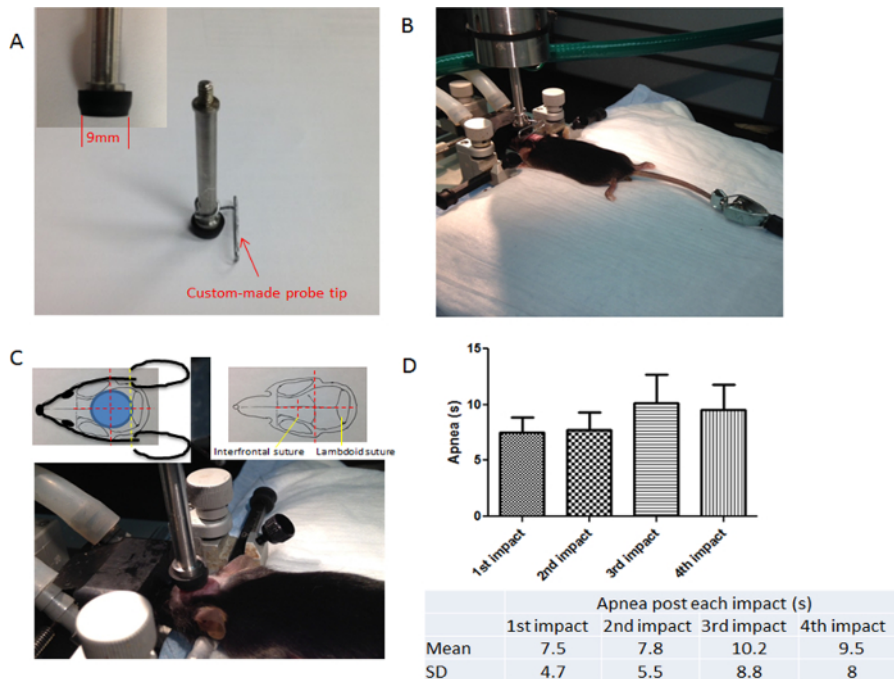 A
9mm
Custom-made probe tip
B
C
Interfrontal suture
Lambdoid suture
D
Apnea (s)
15
10
5
0
1st impact
2nd impact
3rd impact
4th impact
Apnea post each impact (s)
1st impact 2nd impact 3rd impact 4th impact
Mean 7.5 7.8 10.2 9.5
SD 4.7 5.5 8.8 8